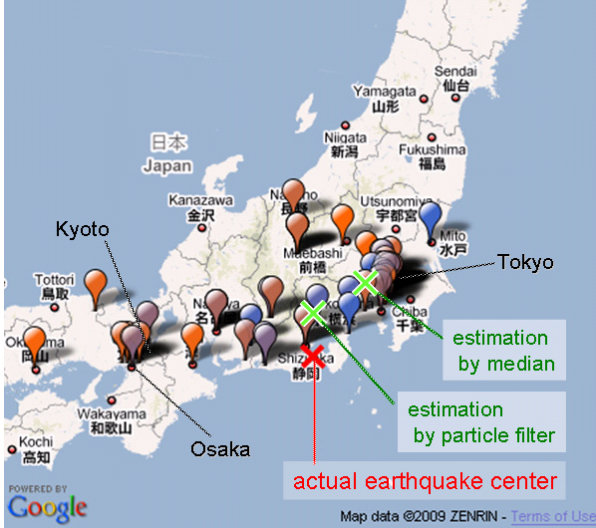 Sendai
仙台
Yamagata
山形
Niigata
新潟
Fukushima
福島
日本
Japan
Kanazawa
金沢
長野
Utsunomiya
宇都宮
Maebashi
前橋
Mito
水戸
Kyoto
Tokyo
Tottori
鳥取
横浜
Chiba
千葉
estimation
by median
岡山
Shizuoka
静岡
estimation
by particle filter
Wakayama
和歌山
Osaka
Kochi
高知
actual earthquake center
POWERED BY
Google
Map data ©2009 ZENRIN - Terms of Use